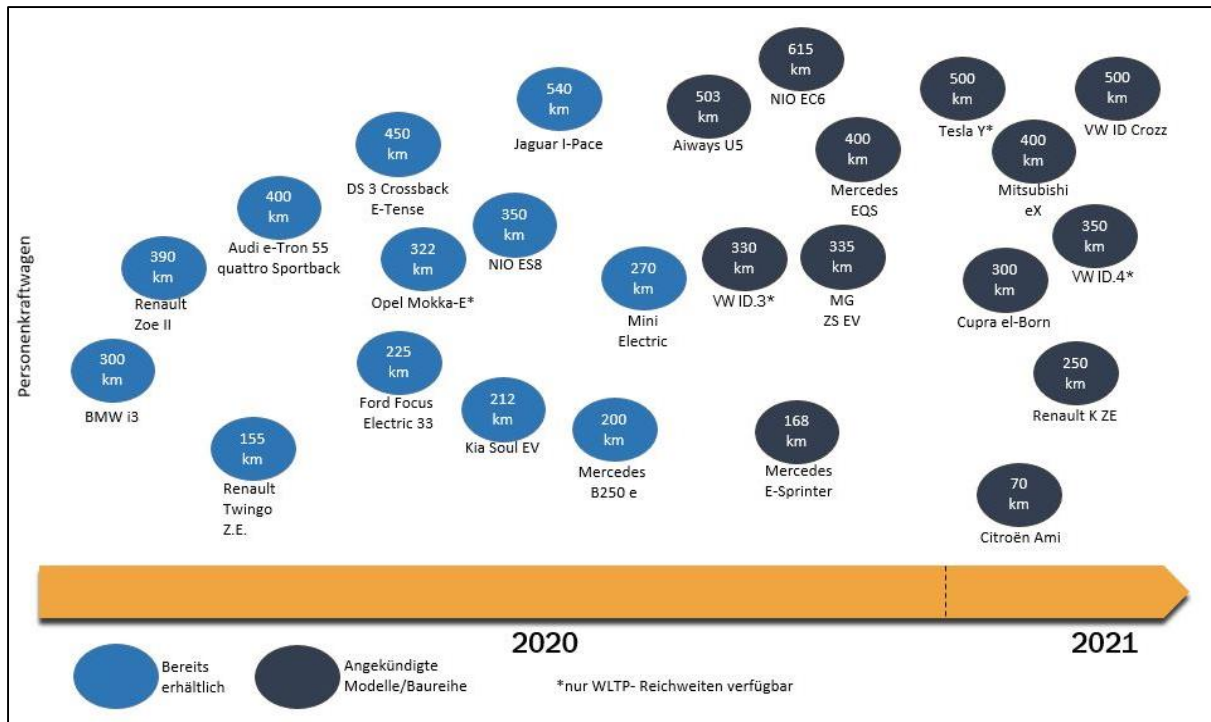 Personenkraftwagen
300
km
BMW i3
390
km
Renault
Zoe II
155
km
Renault
Twingo
Z.E.
400
km
Audi e-Tron 55
quattro Sportback
450
km
DS 3 Crossback
E-Tense
322
km
Opel Mokka-E*
225
km
Ford Focus
Electric 33
350
km
NIO ES8
212
km
Kia Soul EV
540
km
Jaguar I-Pace
270
km
Mini
Electric
200
km
Mercedes
B250 e
503
km
Aiways U5
330
km
VW ID.3*
615
km
NIO EC6
400
km
Mercedes
EQS
335
km
MG
ZS EV
168
km
Mercedes
E-Sprinter
500
km
Tesla Y*
400
km
Mitsubishi
eX
500
km
VW ID Crozz
350
km
VW ID.4*
300
km
Cupra el-Born
250
km
Renault K ZE
70
km
Citroën Ami
2020
2021
Bereits
erhältlich
Angekündigte
Modelle/Baureihe
*nur WLTP- Reichweiten verfügbar